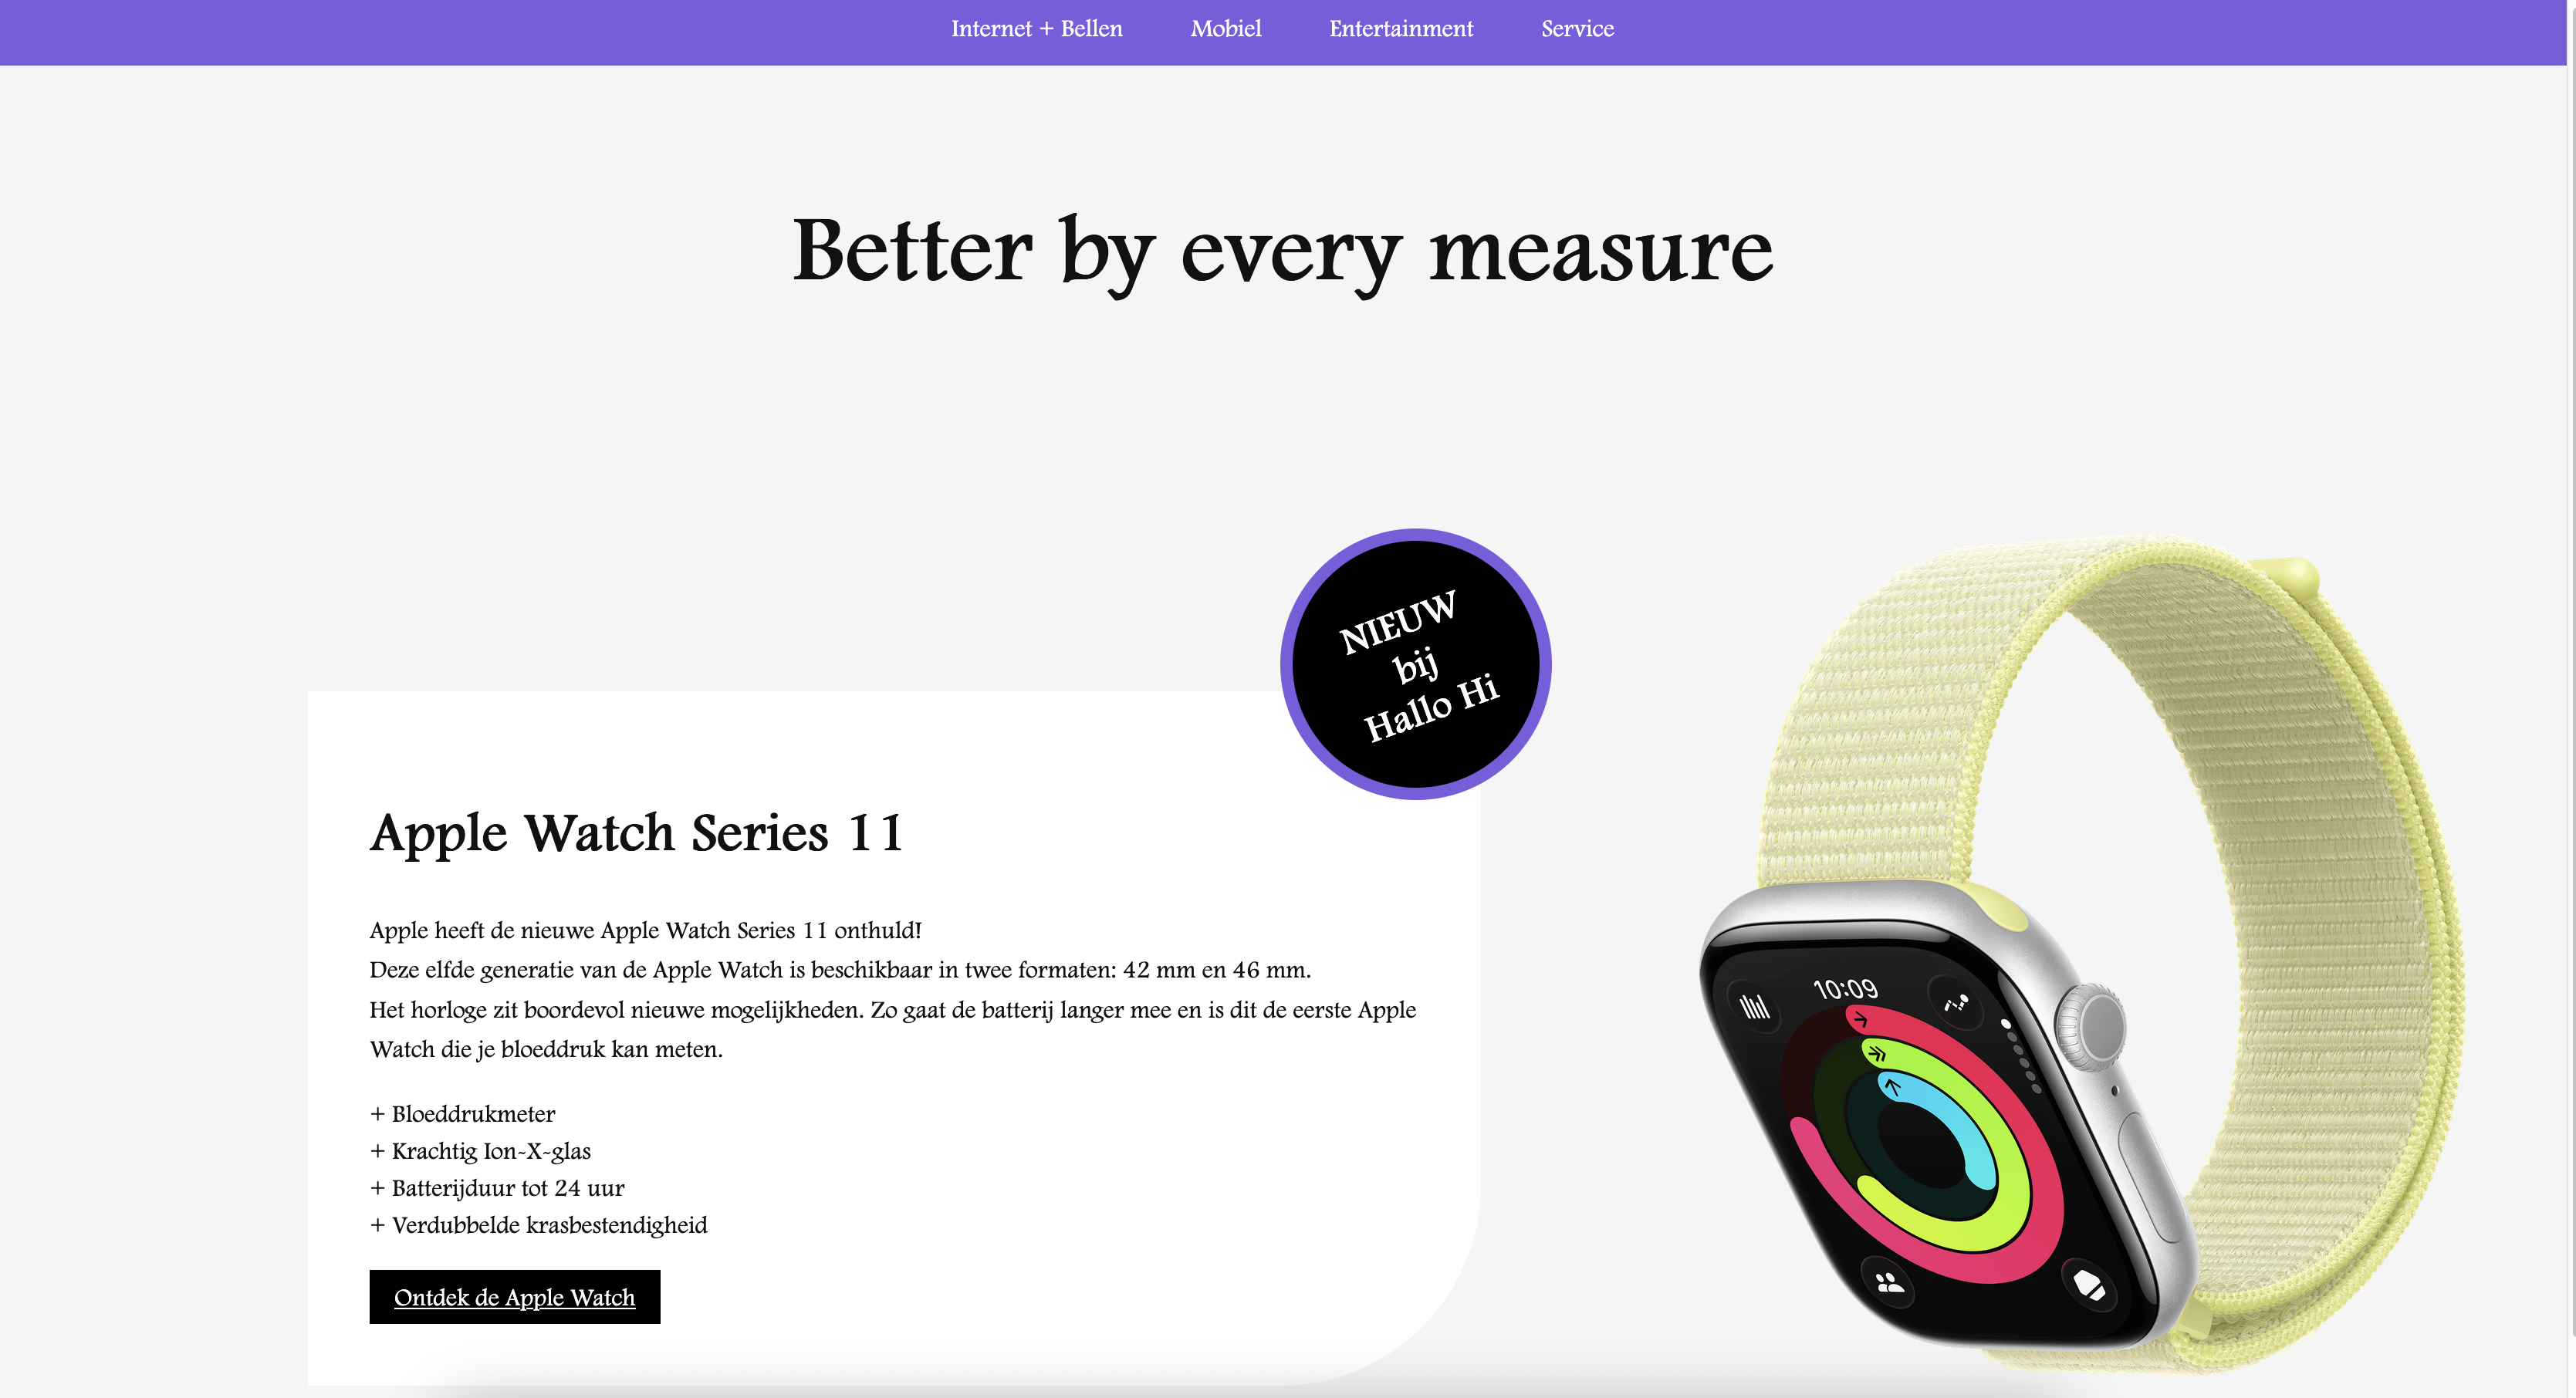 Internet + Bellen Mobiel Entertainment Service
Better by every measure
NIEUW
bij
Hallo Hi
Apple Watch Series 11
Apple heeft de nieuwe Apple Watch Series 11 onthuld!
Deze elfde generatie van de Apple Watch is beschikbaar in twee formaten: 42 mm en 46 mm.
Het horloge zit boordevol nieuwe mogelijkheden. Zo gaat de batterij langer mee en is dit de eerste Apple
Watch die je bloeddruk kan meten.
+ Bloeddrukmeter
+ Krachtig Ion-X-glas
+ Batterijduur tot 24 uur
+ Verdubbelde krasbestendigheid
Ontdek de Apple Watch
10:09